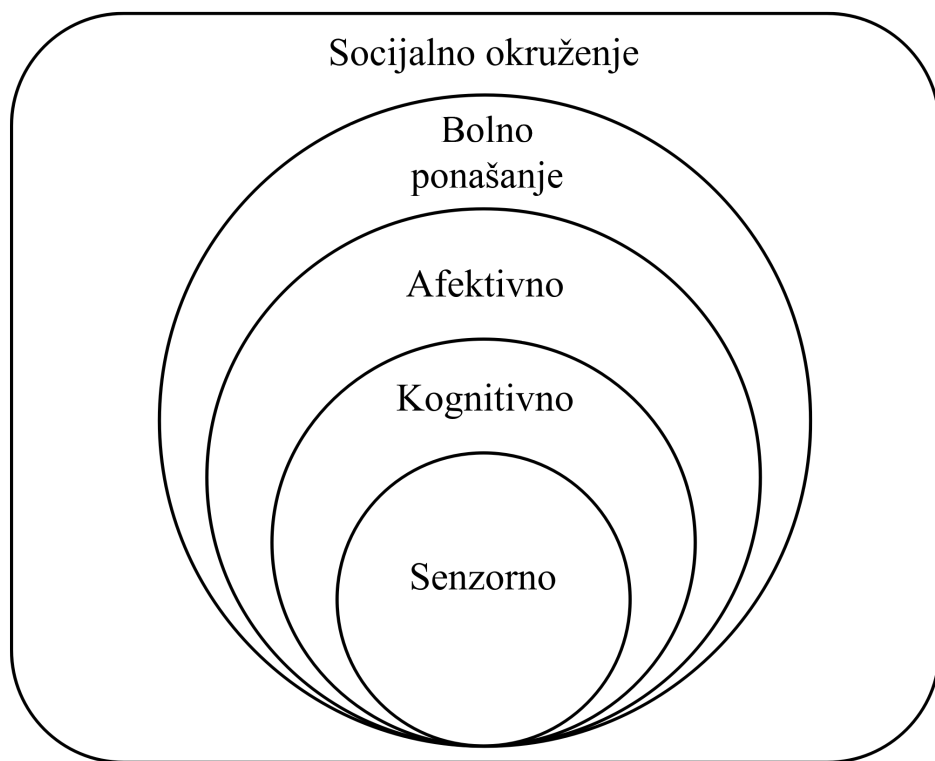 Socijalno okruženje
Bolno
ponašanje
Afektivno
Kognitivno
Senzorno